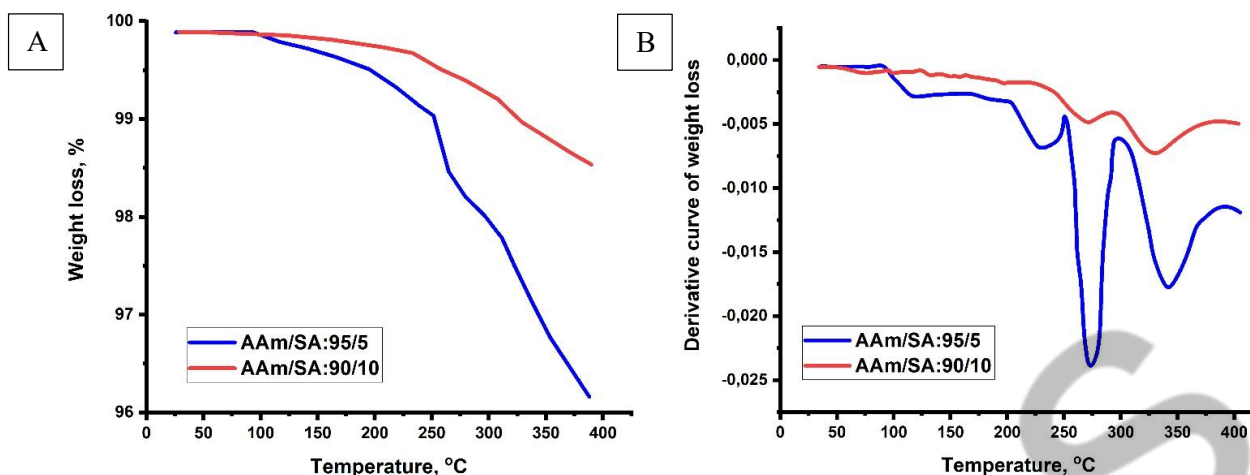 A
Weight loss, %
100
99
98
97
96
AAm/SA:95/5
AAm/SA:90/10
0 50 100 150 200 250 300 350 400
Temperature, °C
B
Derivative curve of weight loss
0,000
-0,005
-0,010
-0,015
-0,020
-0,025
AAm/SA:95/5
AAm/SA:90/10
0 50 100 150 200 250 300 350 400
Temperature, °C